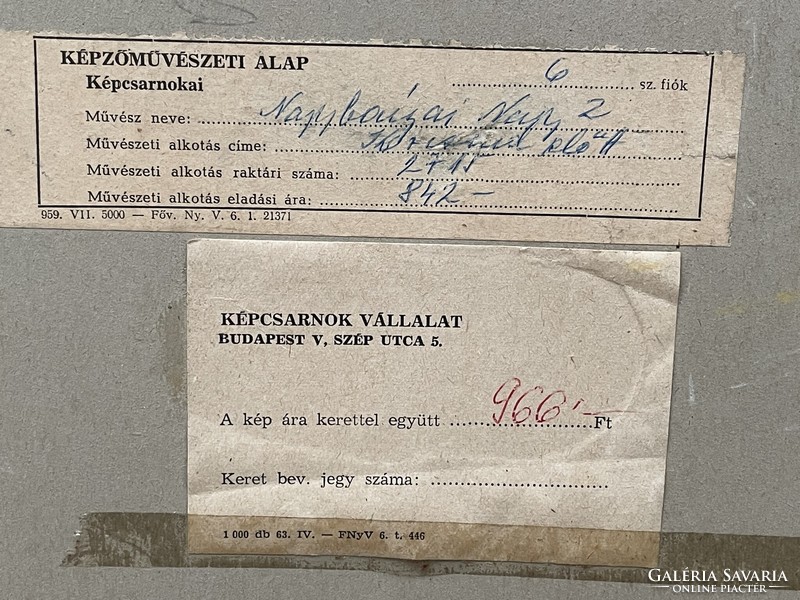 KÉPZŐMŰVÉSZETI ALAP
Képcsarnokai 6 sz. fiók
Művész neve:
Művészeti alkotás címe: előtt
Művészeti alkotás raktári száma: 2715
Művészeti alkotás eladási ára: 842-
959. VII. 5000 — Főv. Ny. V. 6. 1. 21371
KÉPCSARNOK VÁLLALAT
BUDAPEST V, SZÉP UTCA 5.
A kép ára kerettel együtt 966'— Ft
Keret bev. jegy száma:
1 000 db 63. IV. — FNyV 6. t. 446
GALÉRIA SAVARIA
ONLINE PIACTÉR